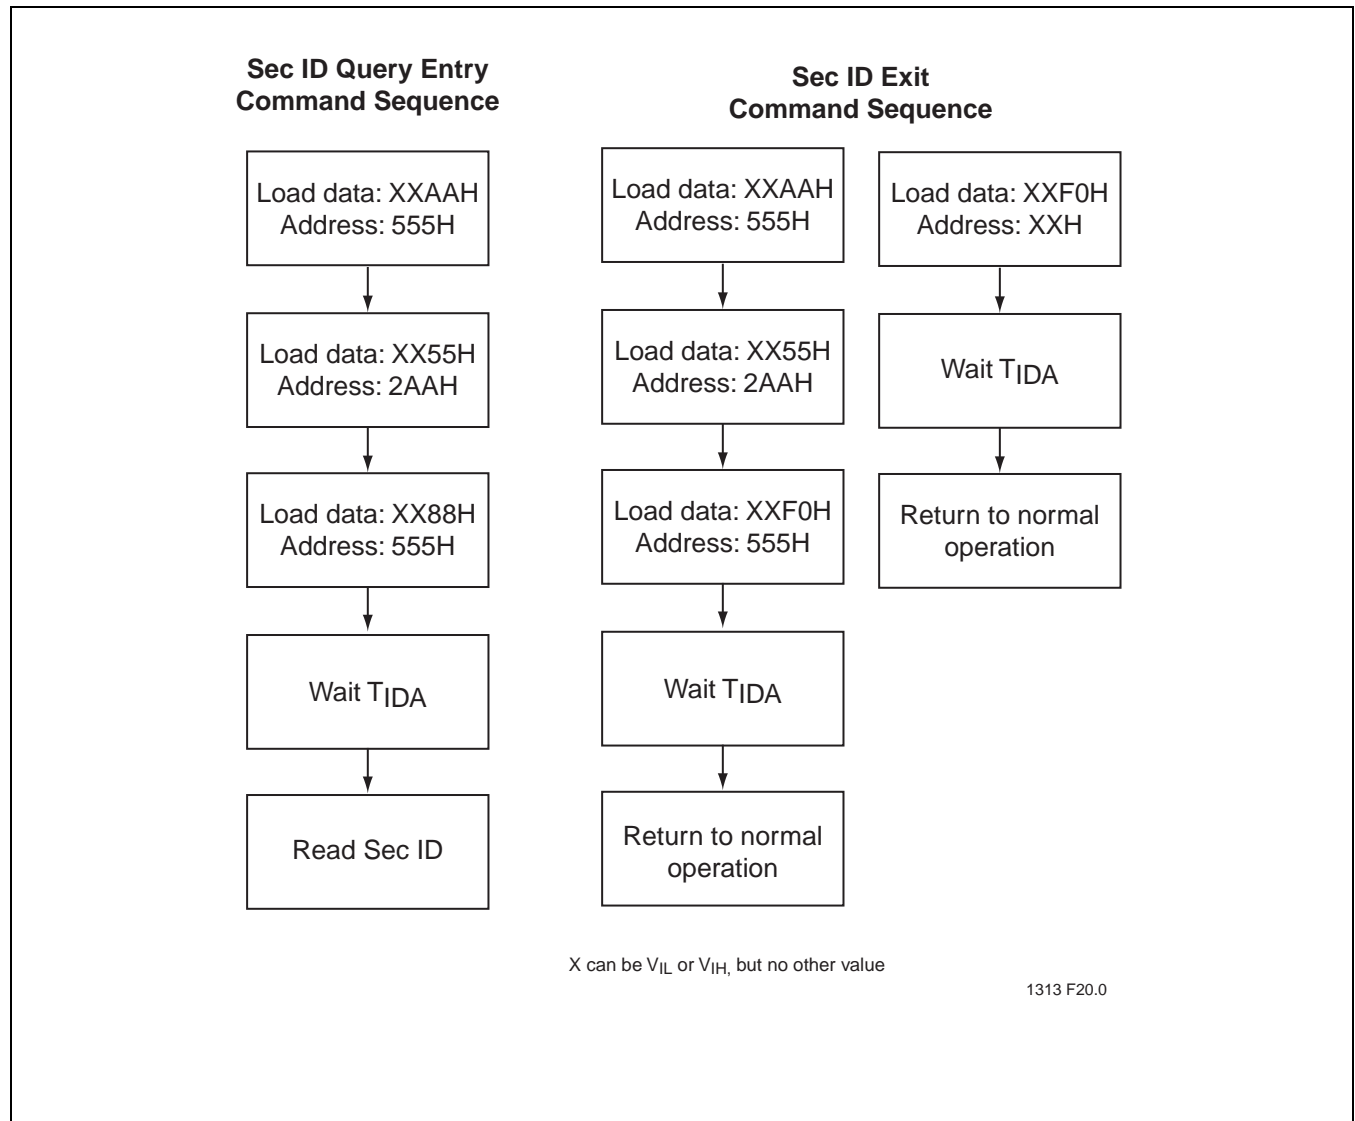 Sec ID Query Entry
Command Sequence
Load data: XXAAH
Address: 555H
Load data: XX55H
Address: 2AAH
Load data: XX88H
Address: 555H
Wait TIDA
Read Sec ID
Sec ID Exit
Command Sequence
Load data: XXAAH
Address: 555H
Load data: XX55H
Address: 2AAH
Load data: XXF0H
Address: 555H
Wait TIDA
Return to normal
operation
Load data: XXF0H
Address: XXH
Wait TIDA
Return to normal
operation
X can be VIL or VIH, but no other value
1313 F20.0